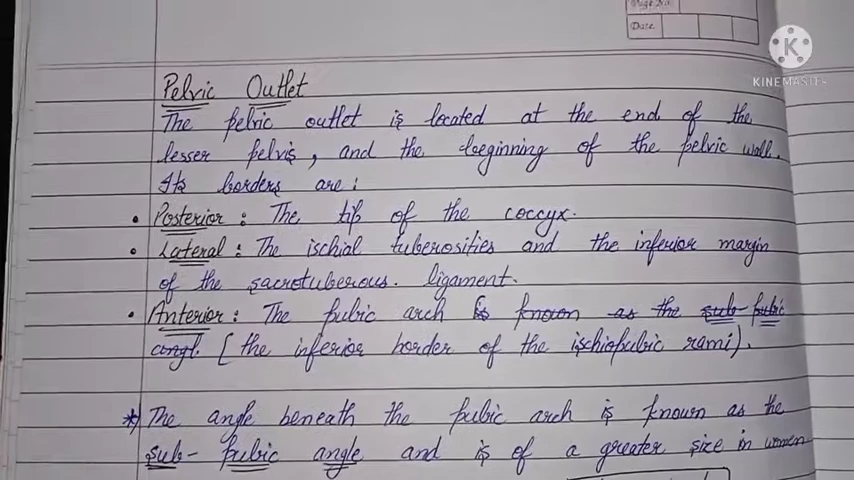 Page No.
Date
K
KINEMASTER
Pelvic Outlet
The pelvic outlet is located at the end of the
lesser pelvis, and the beginning of the pelvic wall.
Its borders are:
• Posterior: The tip of the coccyx.
• Lateral: The ischial tuberosities and the inferior margin
of the sacrotuberous. ligament.
• Anterior: The pubic arch is known as the sub-pubic
angl. [the inferior border of the ischiopubic rami).
*) The angle beneath the pubic arch is known as the
sub-pubic angle and is of a greater size in women